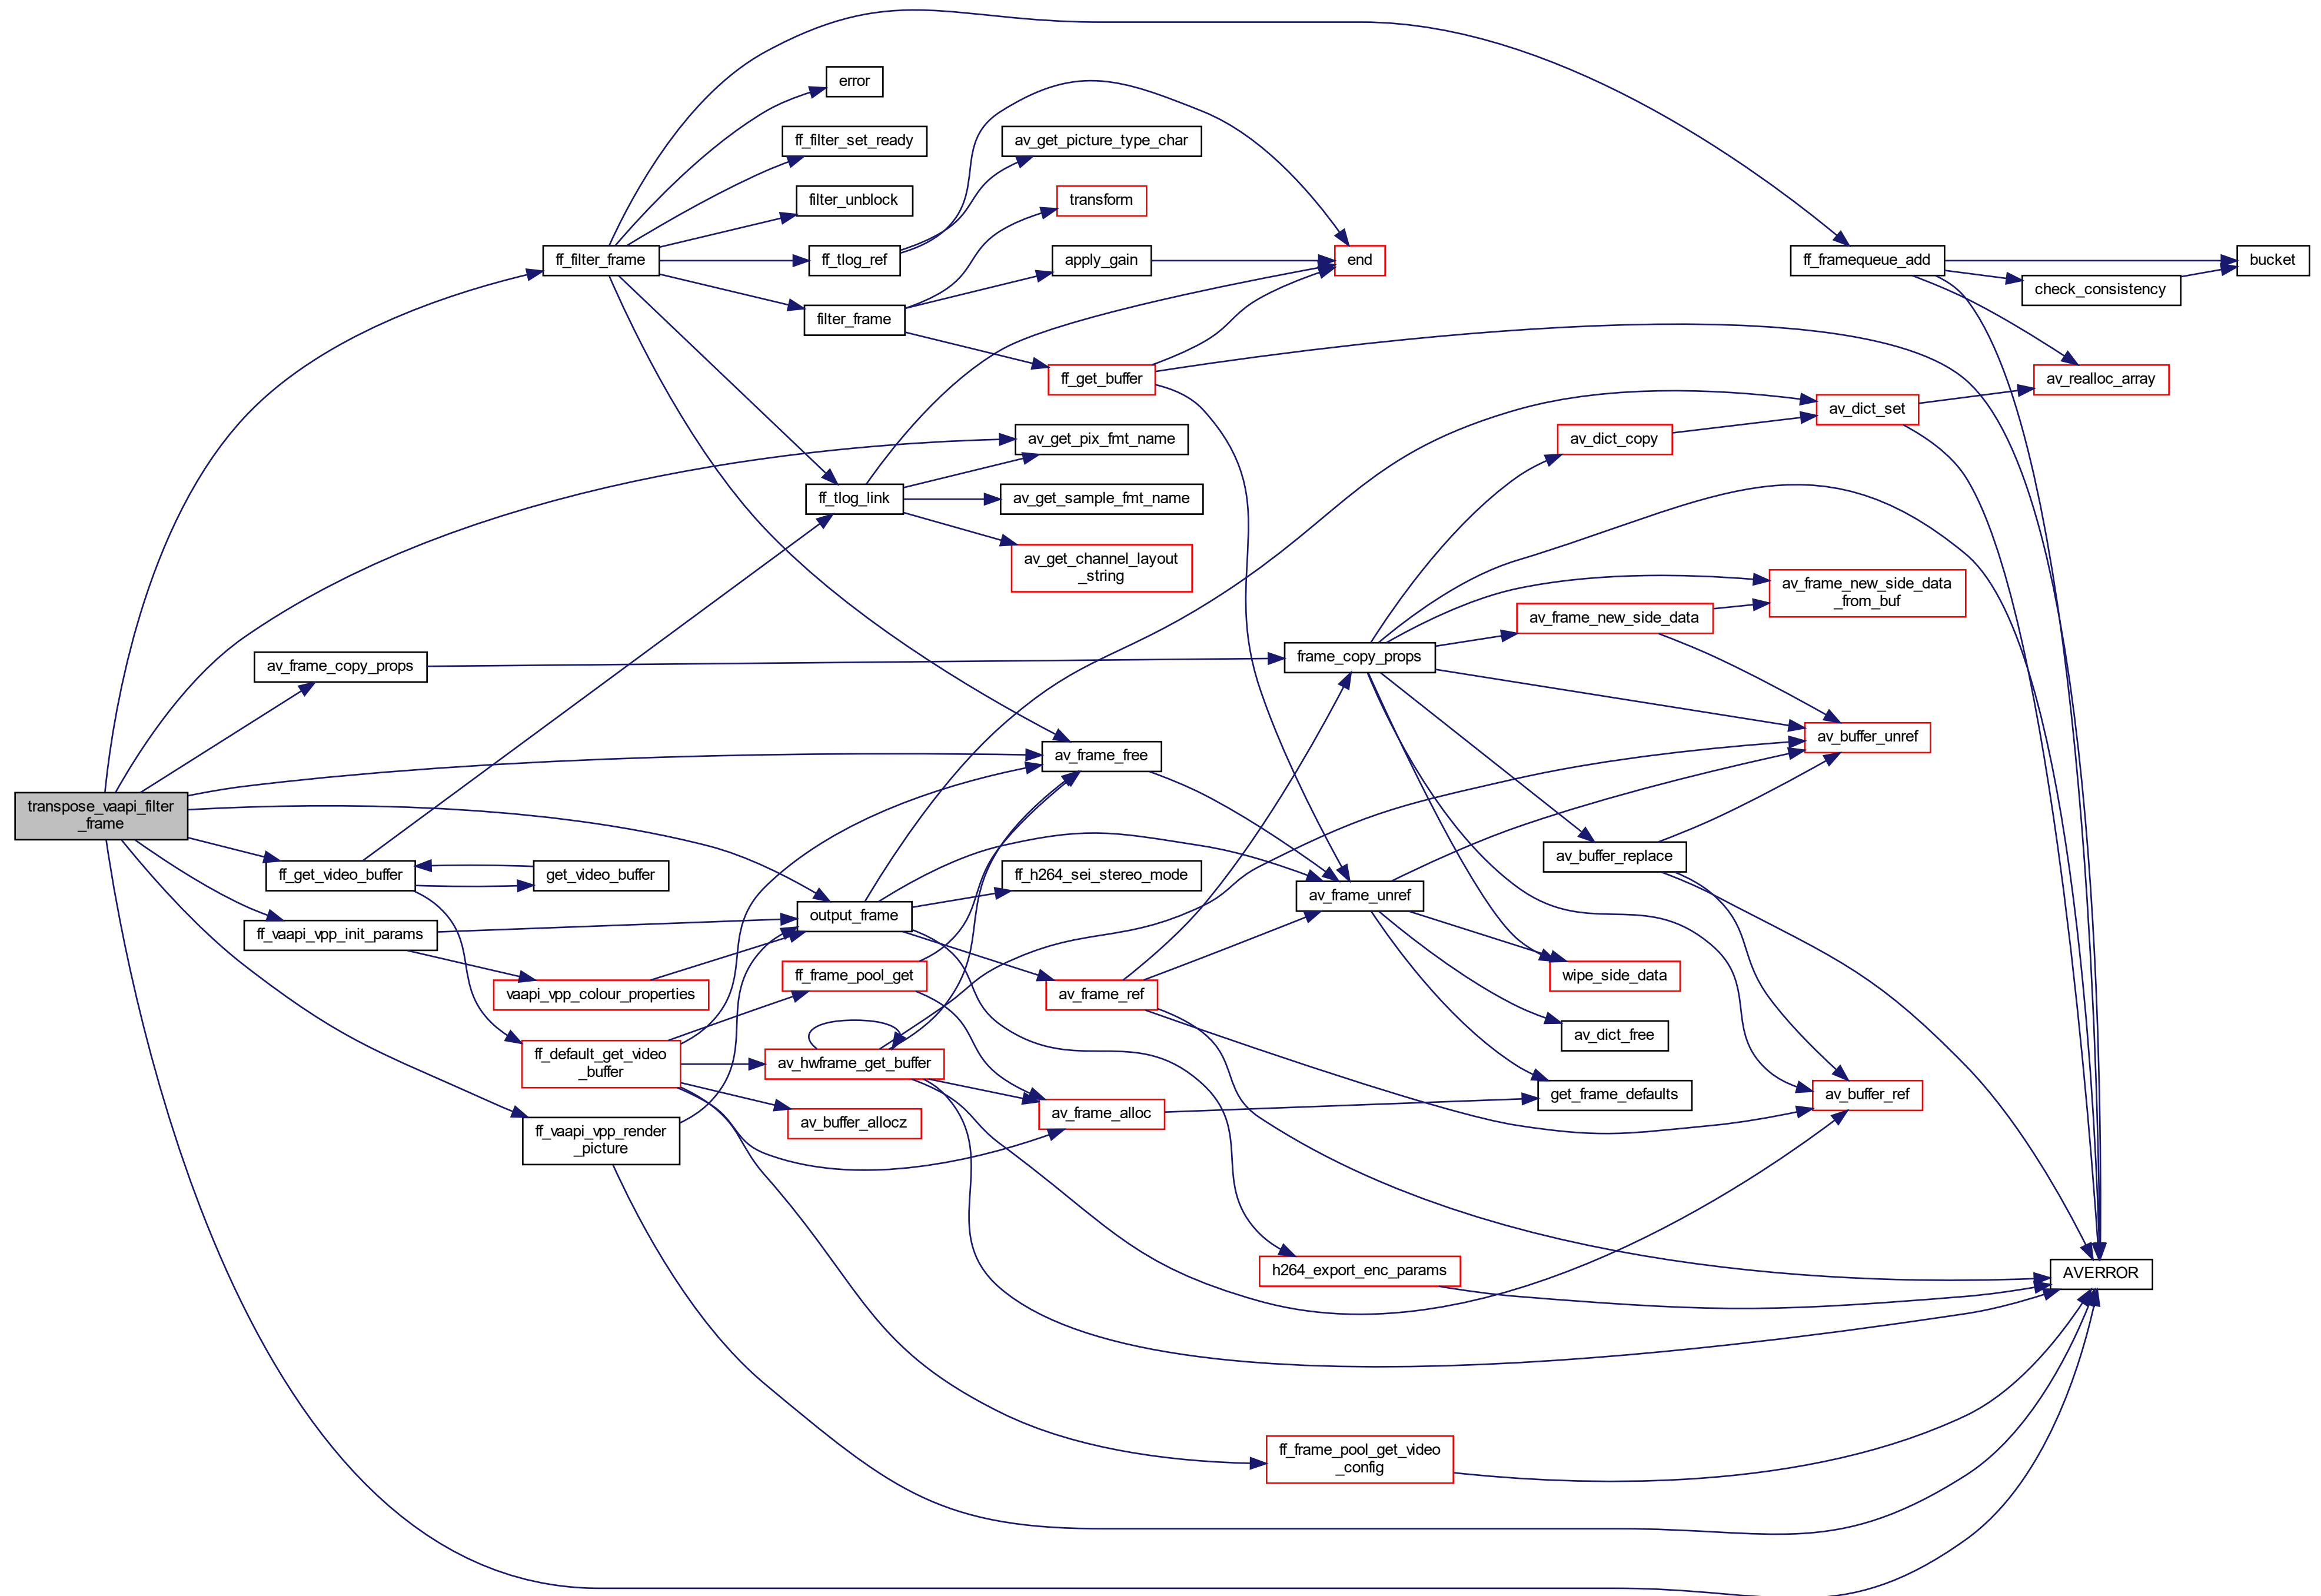 error
ff_filter_set_ready
av_get_picture_type_char
filter_unblock
transform
ff_filter_frame
ff_tlog_ref
apply_gain
end
ff_framequeue_add
bucket
check_consistency
filter_frame
ff_get_buffer
av_realloc_array
av_dict_set
av_get_pix_fmt_name
av_dict_copy
ff_tlog_link
av_get_sample_fmt_name
av_get_channel_layout
_string
av_frame_new_side_data
_from_buf
av_frame_new_side_data
av_frame_copy_props
frame_copy_props
av_buffer_unref
av_frame_free
transpose_vaapi_filter
_frame
av_buffer_replace
ff_get_video_buffer
get_video_buffer
ff_h264_sei_stereo_mode
av_frame_unref
output_frame
ff_vaapi_vpp_init_params
ff_frame_pool_get
wipe_side_data
vaapi_vpp_colour_properties
av_frame_ref
av_dict_free
ff_default_get_video
_buffer
av_hwframe_get_buffer
get_frame_defaults
av_buffer_ref
av_frame_alloc
av_buffer_allocz
ff_vaapi_vpp_render
_picture
h264_export_enc_params
AVERROR
ff_frame_pool_get_video
_config